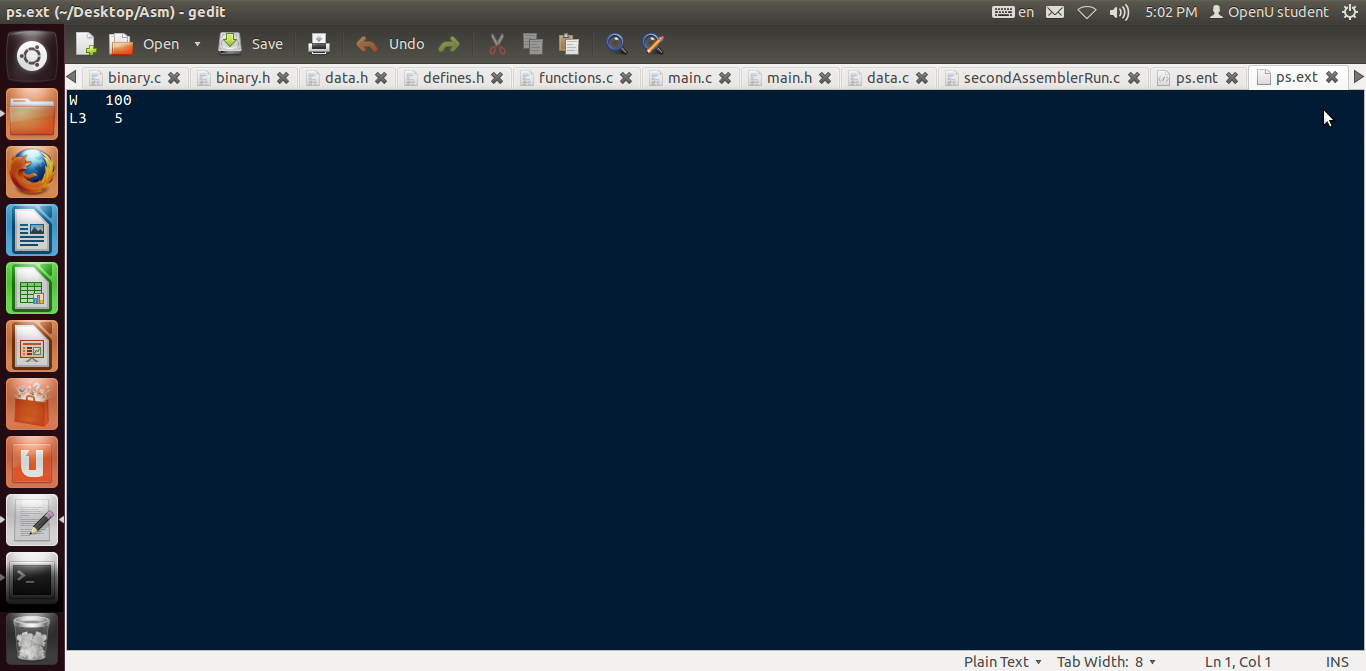 ps.ext (~/Desktop/Asm) - gedit
en
5:02 PM
OpenU student
Open
Save
Undo
binary.c
binary.h
data.h
defines.h
functions.c
main.c
main.h
data.c
secondAssemblerRun.c
ps.ent
ps.ext
W   100
L3   5
Plain Text
Tab Width: 8
Ln 1, Col 1
INS